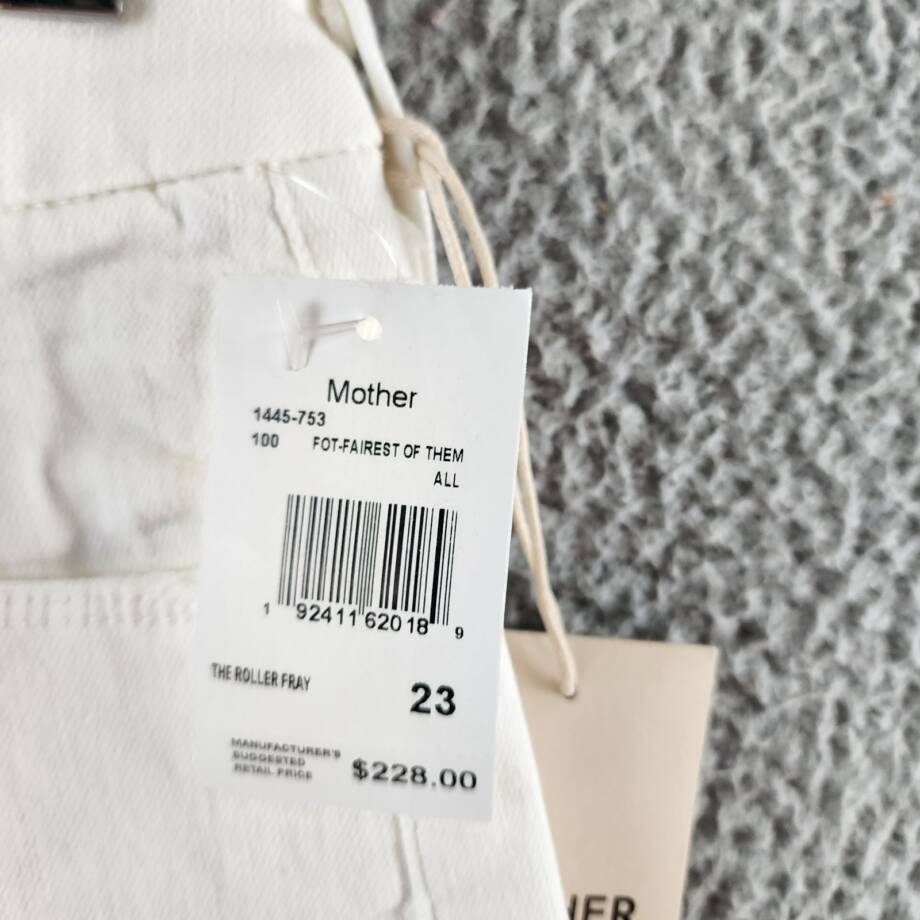 Mother
1445-753
100 FOT-FAIREST OF THEM
ALL
1 92411 62018 9
THE ROLLER FRAY
23
MANUFACTURER'S
SUGGESTED
RETAIL PRICE
$228.00
HER